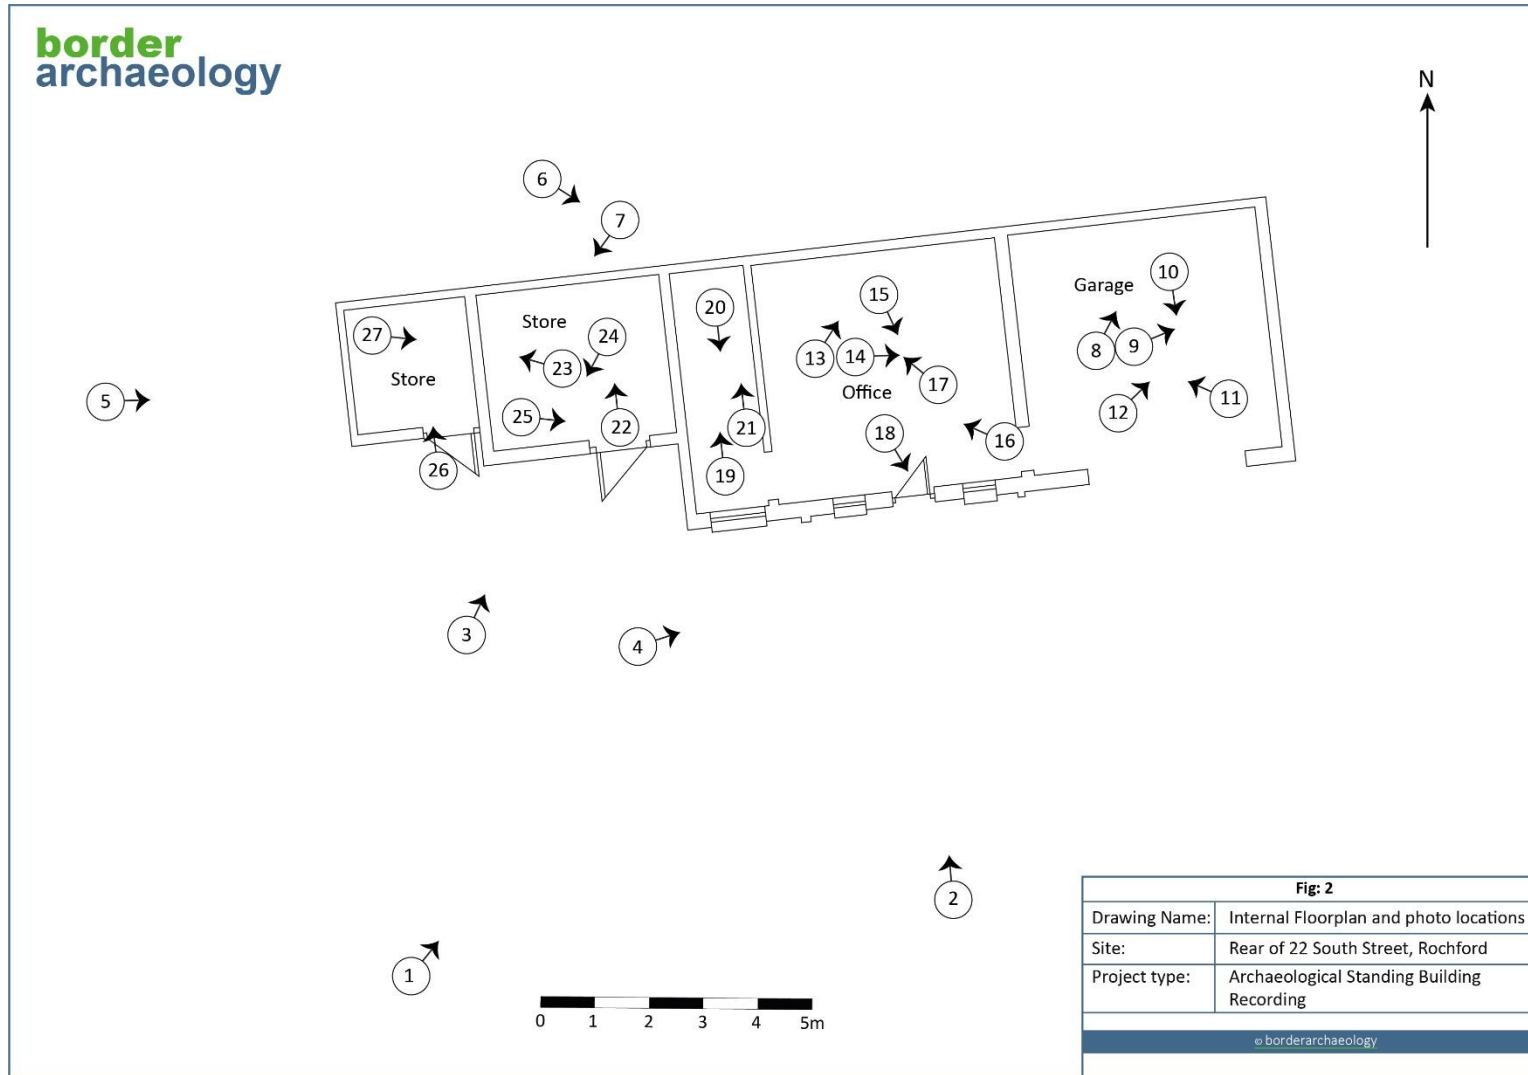 border
archaeology
N
6
7
10
15
Garage
20
Store
24
27
13
14
8
9
23
Store
17
Office
11
5
12
25
22
21
18
16
26
19
3
4
2
1
0 1 2 3 4 5m
Fig: 2
Drawing Name: Internal Floorplan and photo locations
Site: Rear of 22 South Street, Rochford
Project type: Archaeological Standing Building
Recording
© borderarchaeology